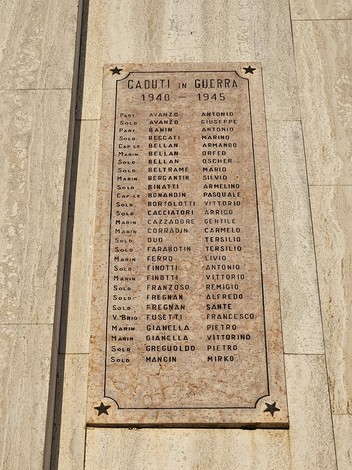 CADUTI IN GUERRA
1940 - 1945
PART. AVANZO ANTONIO
SOLD. AVANZO GIUSEPPE
PART. BANIN ANTONIO
SOLD. BECCATI MARINO
CAP.LE BELLAN ARMANDO
MARIN. BELLAN ORFEO
SOLD. BELLAN OSCHER
SOLD. BELTRAME MARIO
MARIN. BERGANTIN SILVIO
SOLD. BINATTI ARMELINO
CAP.LE BONANDIN PASQUALE
SOLD. BORTOLOTTI VITTORIO
SOLD. CACCIATORI ARRIGO
MARIN. CAZZADORE GENTILE
MARIN. CORRADIN CARMELO
SOLD. DUO TERSILIO
SOLD. FARABOTIN TERSILIO
MARIN. FERRO LIVIO
SOLD. FINOTTI ANTONIO
MARIN. FINOTTI VITTORIO
SOLD. FRANZOSO REMIGIO
SOLD. FREGNAN ALFREDO
SOLD. FREGNAN SANTE
V.BRIG. FUSETTI FRANCESCO
MARIN. GIANELLA PIETRO
MARIN. GIANELLA VITTORINO
SOLD. GREGUOLDO PIETRO
SOLD. MANCIN MIRKO